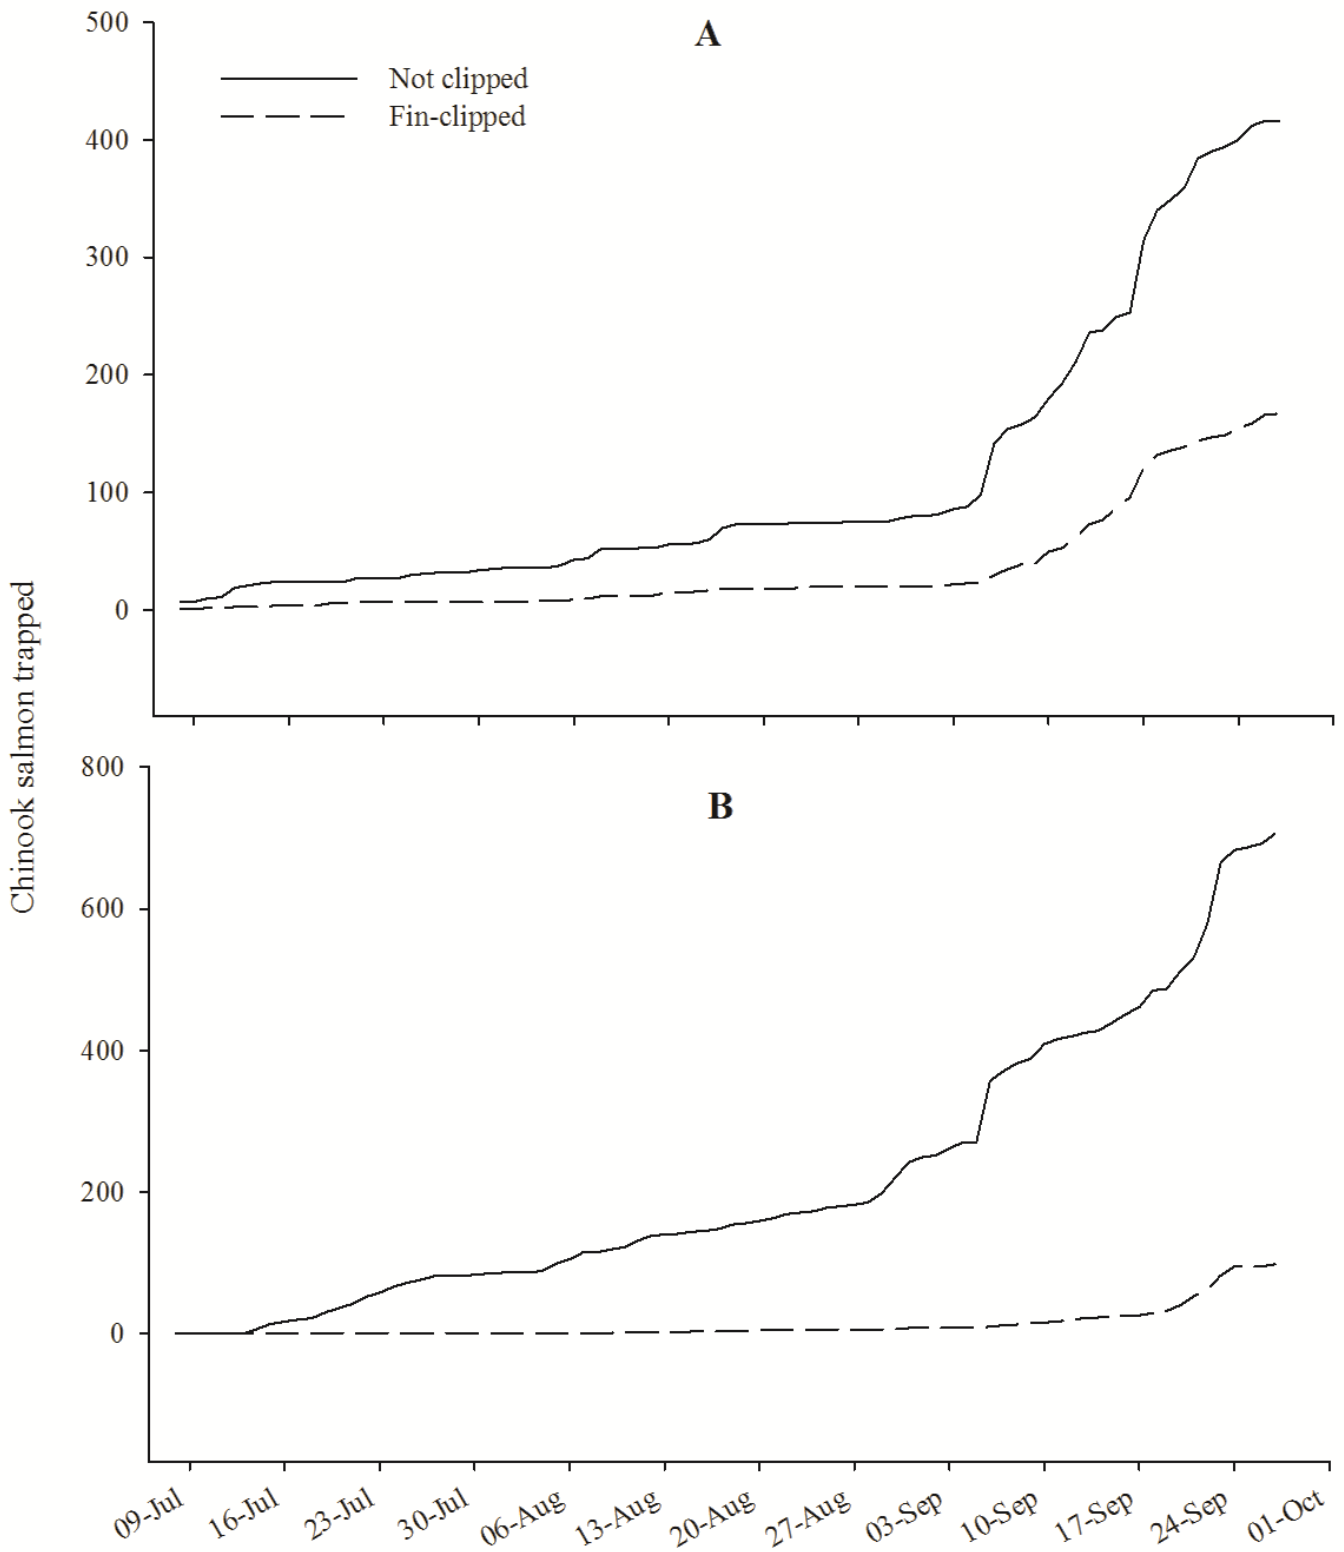 A
500
400
300
200
100
0
Not clipped
Fin-clipped
Chinook salmon trapped
B
800
600
400
200
0
09-Jul
16-Jul
23-Jul
30-Jul
06-Aug
13-Aug
20-Aug
27-Aug
03-Sep
10-Sep
17-Sep
24-Sep
01-Oct